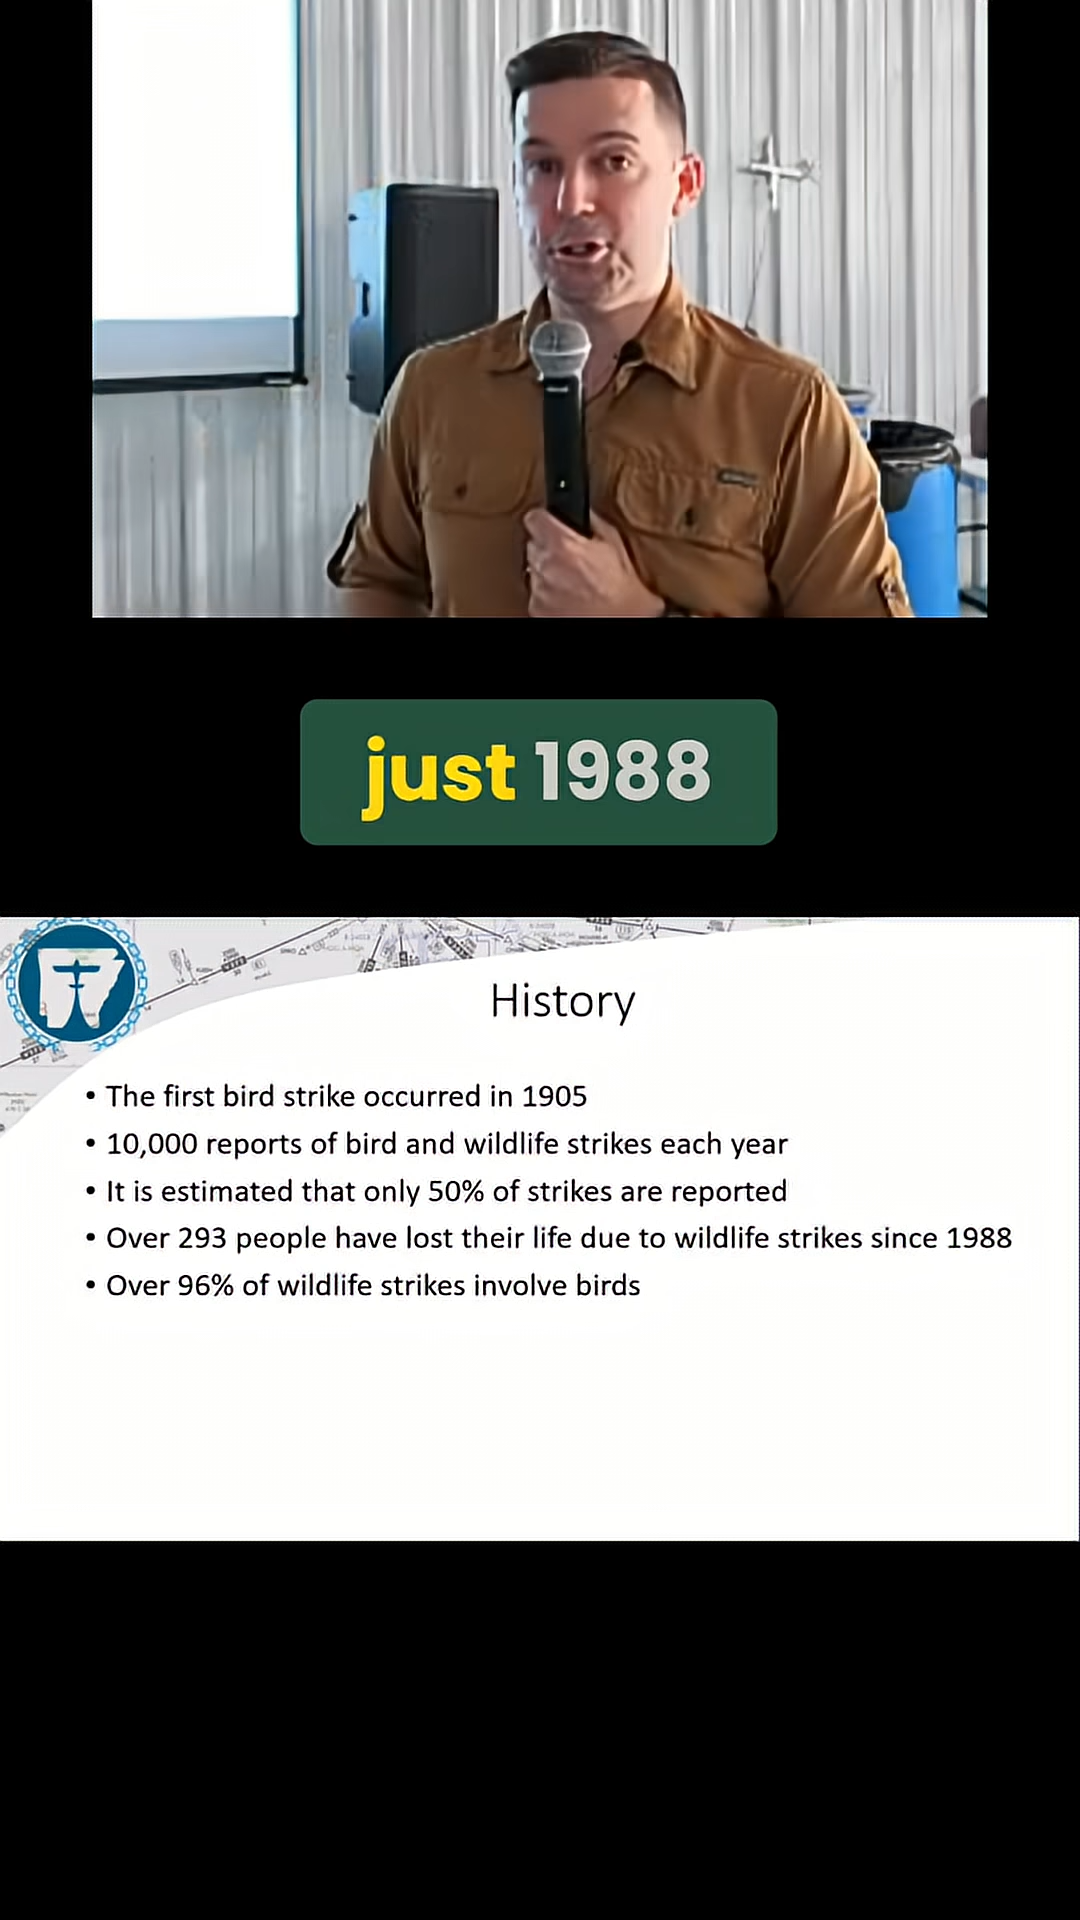 just 1988
History
• The first bird strike occurred in 1905
• 10,000 reports of bird and wildlife strikes each year
• It is estimated that only 50% of strikes are reported
• Over 293 people have lost their life due to wildlife strikes since 1988
• Over 96% of wildlife strikes involve birds